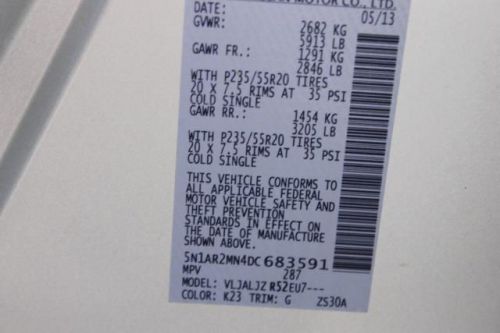 MOTOR CO., LTD.
DATE: 05/13
GVWR: 2682 KG
5913 LB
GAWR FR.: 1291 KG
2846 LB
WITH P235/55R20 TIRES
20 X 7.5 RIMS AT 35 PSI
COLD SINGLE
GAWR RR.: 1454 KG
3205 LB
WITH P235/55R20 TIRES
20 X 7.5 RIMS AT 35 PSI
COLD SINGLE
THIS VEHICLE CONFORMS TO
ALL APPLICABLE FEDERAL
MOTOR VEHICLE SAFETY AND
THEFT PREVENTION
STANDARDS IN EFFECT ON
THE DATE OF MANUFACTURE
SHOWN ABOVE.
5N1AR2MN4DC683591
MPV 287
MODEL: VLJALJZ R52EU7---
COLOR: K23 TRIM: G ZS30A